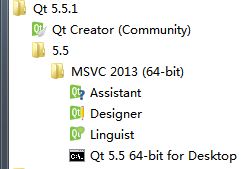 Qt 5.5.1
Qt Creator (Community)
5.5
MSVC 2013 (64-bit)
Assistant
Designer
Linguist
Qt 5.5 64-bit for Desktop